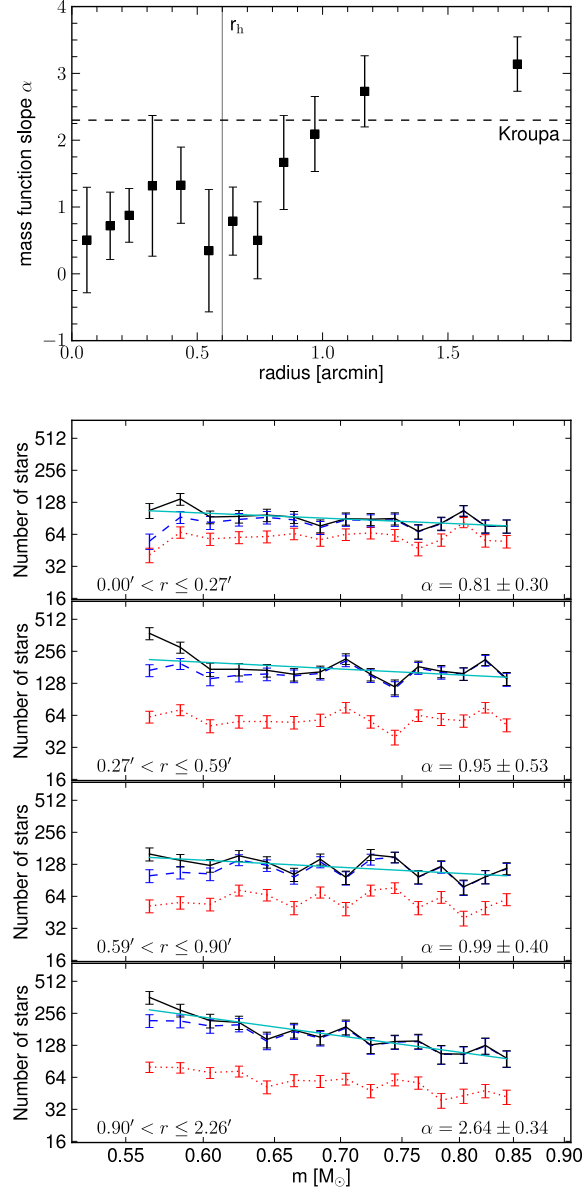 4
3
2
1
0
−1
mass function slope α
r_h
Kroupa
0.0 0.5 1.0 1.5
radius [arcmin]
512
256
128
64
32
16
Number of stars
0.00′ < r ≤ 0.27′ α = 0.81 ± 0.30
512
256
128
64
32
16
Number of stars
0.27′ < r ≤ 0.59′ α = 0.95 ± 0.53
512
256
128
64
32
16
Number of stars
0.59′ < r ≤ 0.90′ α = 0.99 ± 0.40
512
256
128
64
32
16
Number of stars
0.90′ < r ≤ 2.26′ α = 2.64 ± 0.34
0.55 0.60 0.65 0.70 0.75 0.80 0.85 0.90
m [M_⊙]